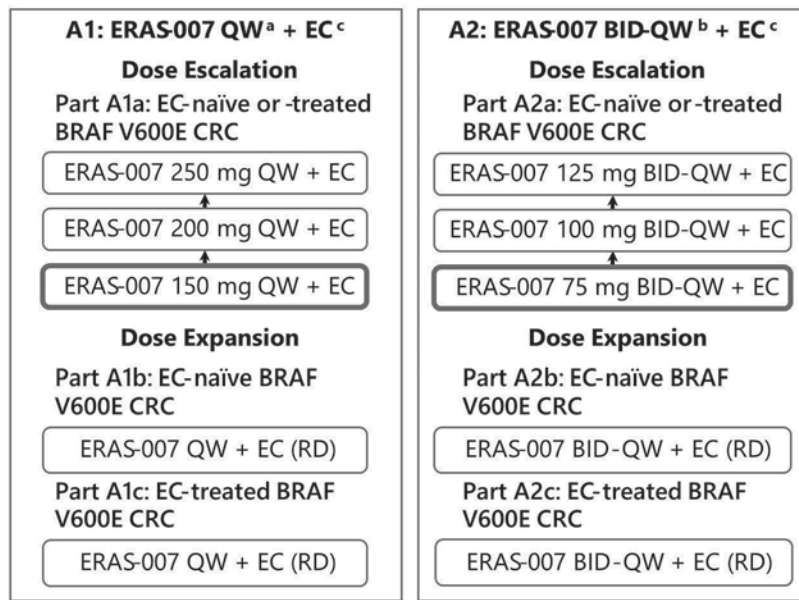 A1: ERAS-007 QWᵃ + ECᶜ
Dose Escalation
Part A1a: EC-naïve or -treated
BRAF V600E CRC
ERAS-007 250 mg QW + EC
ERAS-007 200 mg QW + EC
ERAS-007 150 mg QW + EC
Dose Expansion
Part A1b: EC-naïve BRAF
V600E CRC
ERAS-007 QW + EC (RD)
Part A1c: EC-treated BRAF
V600E CRC
ERAS-007 QW + EC (RD)
A2: ERAS-007 BID-QWᵇ + ECᶜ
Dose Escalation
Part A2a: EC-naïve or -treated
BRAF V600E CRC
ERAS-007 125 mg BID-QW + EC
ERAS-007 100 mg BID-QW + EC
ERAS-007 75 mg BID-QW + EC
Dose Expansion
Part A2b: EC-naïve BRAF
V600E CRC
ERAS-007 BID-QW + EC (RD)
Part A2c: EC-treated BRAF
V600E CRC
ERAS-007 BID-QW + EC (RD)